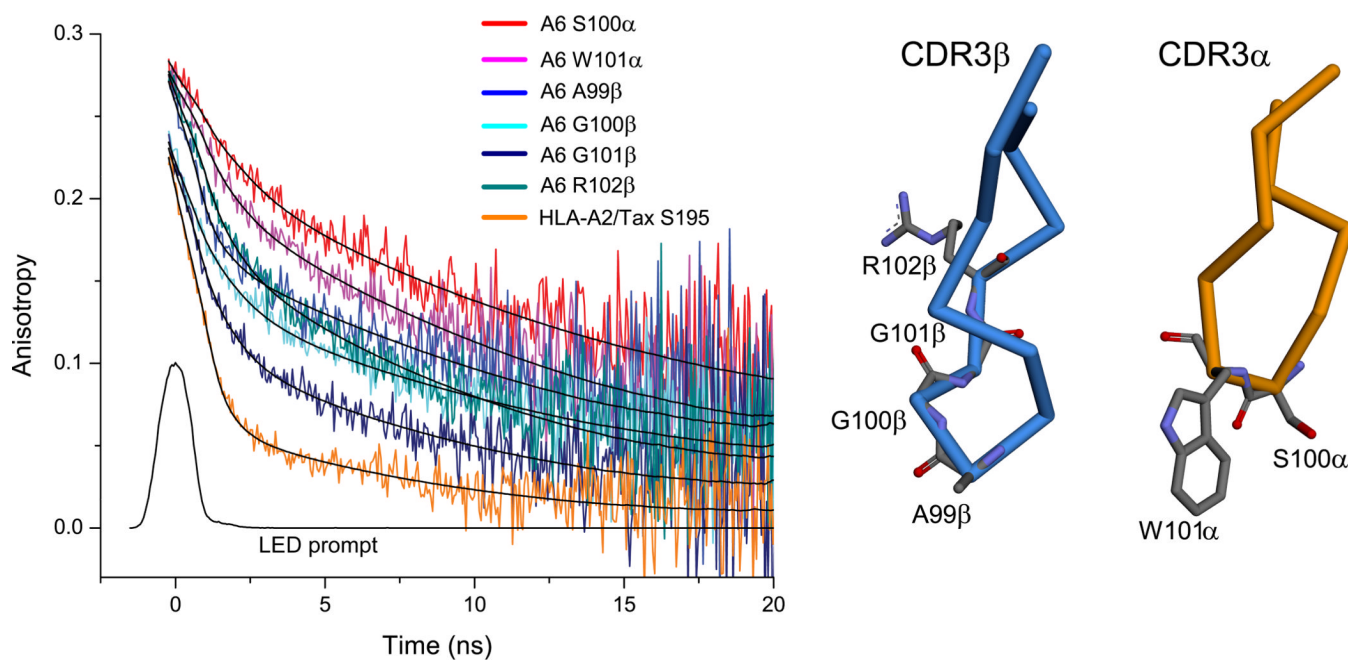 A6 S100α
A6 W101α
A6 A99β
A6 G100β
A6 G101β
A6 R102β
HLA-A2/Tax S195
0.3
0.2
0.1
0.0
Anisotropy
LED prompt
0
5
10
15
20
Time (ns)
CDR3β
R102β
G101β
G100β
A99β
CDR3α
S100α
W101α